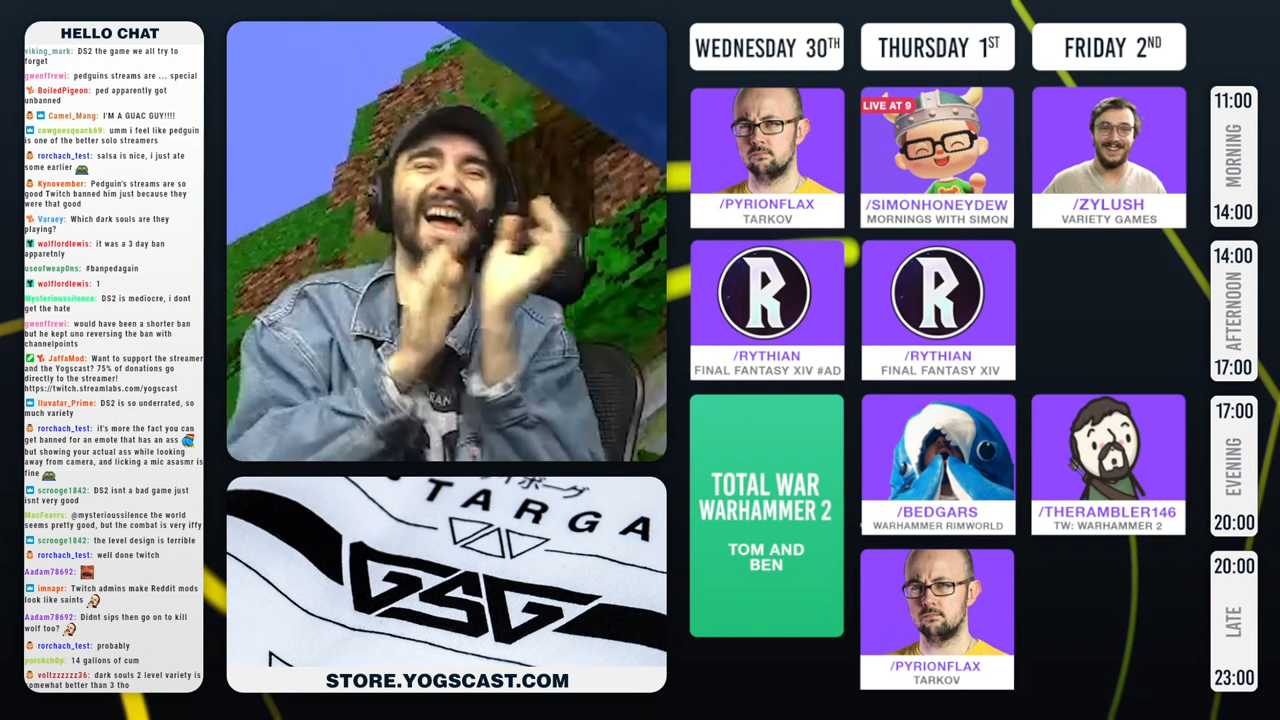 HELLO CHAT
viking_mark: DS2 the game we all try to
forget
gwenffrewi: pedguins streams are ... special
BoiledPigeon: ped apparently got
unbanned
Camel_Mang: I'M A GUAC GUY!!!!
cowgoesquack69: umm i feel like pedguin
is one of the better solo streamers
rorchach_test: salsa is nice, i just ate
some earlier
Kynovember: Pedguin's streams are so
good Twitch banned him just because they
were that good
Varaey: Which dark souls are they
playing?
wolflordlewis: it was a 3 day ban
apparetnly
useofweap0ns: #banpedagain
wolflordlewis: 1
Mysterioussilence: DS2 is mediocre, i dont
get the hate
gwenffrewi: would have been a shorter ban
but he kept uno reversing the ban with
channelpoints
JaffaMod: Want to support the streamer
and the Yogscast? 75% of donations go
directly to the streamer!
https://twitch.streamlabs.com/yogscast
Iluvatar_Prime: DS2 is so underrated, so
much variety
rorchach_test: it's more the fact you can
get banned for an emote that has an ass
but showing your actual ass while looking
away from camera, and licking a mic asasmr is
fine
scrooge1842: DS2 isnt a bad game just
isnt very good
MacFearrs: @mysterioussilence the world
seems pretty good, but the combat is very iffy
scrooge1842: the level design is terrible
rorchach_test: well done twitch
Aadam78692:
imnapr: Twitch admins make Reddit mods
look like saints
Aadam78692: Didnt sips then go on to kill
wolf too?
rorchach_test: probably
porckch0p: 14 gallons of cum
voltzzzzzz36: dark souls 2 level variety is
somewhat better than 3 tho
TARGA
GSG
STORE.YOGSCAST.COM
WEDNESDAY 30TH
THURSDAY 1ST
FRIDAY 2ND
LIVE AT 9
/PYRIONFLAX
TARKOV
/SIMONHONEYDEW
MORNINGS WITH SIMON
/ZYLUSH
VARIETY GAMES
11:00
MORNING
14:00
R
/RYTHIAN
FINAL FANTASY XIV #AD
R
/RYTHIAN
FINAL FANTASY XIV
14:00
AFTERNOON
17:00
TOTAL WAR
WARHAMMER 2
TOM AND
BEN
/BEDGARS
WARHAMMER RIMWORLD
/THERAMBLER146
TW: WARHAMMER 2
17:00
EVENING
20:00
/PYRIONFLAX
TARKOV
20:00
LATE
23:00